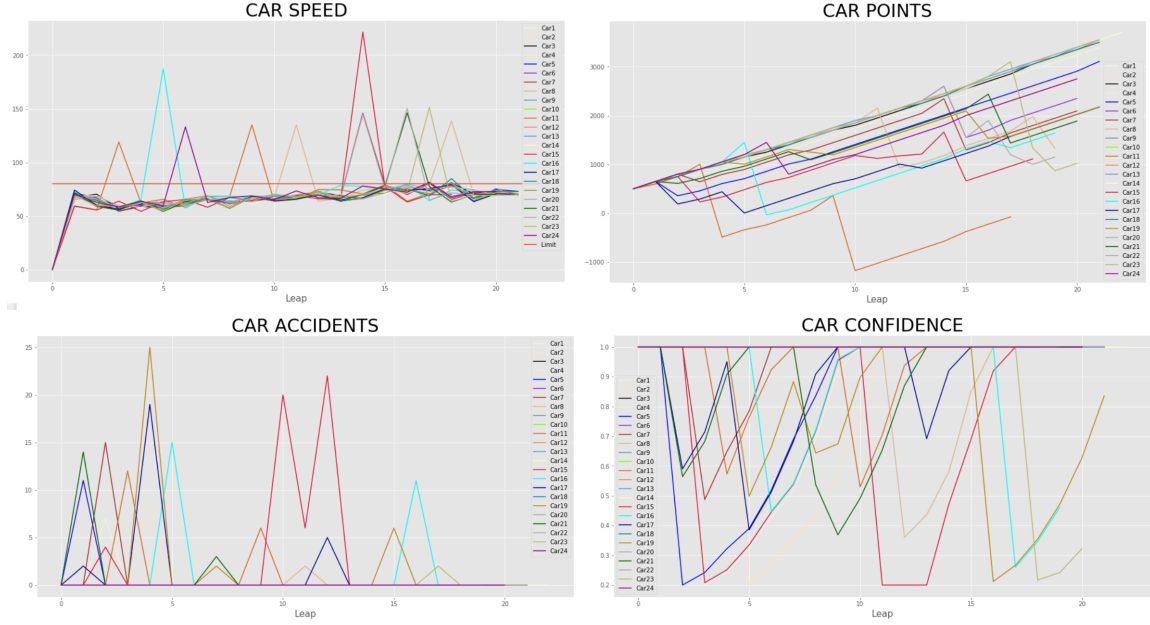 CAR SPEED
200
150
100
50
0
0
5
10
15
20
Leap
Car1
Car2
Car3
Car4
Car5
Car6
Car7
Car8
Car9
Car10
Car11
Car12
Car13
Car14
Car15
Car16
Car17
Car18
Car19
Car20
Car21
Car22
Car23
Car24
Limit
CAR POINTS
3000
2000
1000
0
−1000
0
5
10
15
20
Leap
Car1
Car2
Car3
Car4
Car5
Car6
Car7
Car8
Car9
Car10
Car11
Car12
Car13
Car14
Car15
Car16
Car17
Car18
Car19
Car20
Car21
Car22
Car23
Car24
CAR ACCIDENTS
25
20
15
10
5
0
0
5
10
15
20
Leap
Car1
Car2
Car3
Car4
Car5
Car6
Car7
Car8
Car9
Car10
Car11
Car12
Car13
Car14
Car15
Car16
Car17
Car18
Car19
Car20
Car21
Car22
Car23
Car24
CAR CONFIDENCE
1.0
0.9
0.8
0.7
0.6
0.5
0.4
0.3
0.2
0
5
10
15
20
Leap
Car1
Car2
Car3
Car4
Car5
Car6
Car7
Car8
Car9
Car10
Car11
Car12
Car13
Car14
Car15
Car16
Car17
Car18
Car19
Car20
Car21
Car22
Car23
Car24